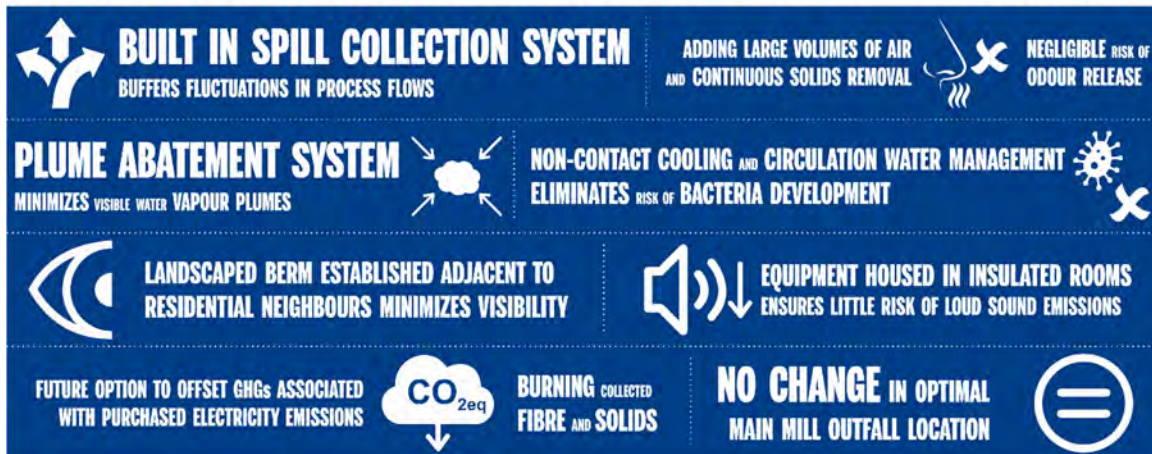 BUILT IN SPILL COLLECTION SYSTEM
BUFFERS FLUCTUATIONS IN PROCESS FLOWS
ADDING LARGE VOLUMES OF AIR
AND CONTINUOUS SOLIDS REMOVAL
NEGLIGIBLE RISK OF
ODOUR RELEASE
PLUME ABATEMENT SYSTEM
MINIMIZES VISIBLE WATER VAPOUR PLUMES
NON-CONTACT COOLING AND CIRCULATION WATER MANAGEMENT
ELIMINATES RISK OF BACTERIA DEVELOPMENT
LANDSCAPED BERM ESTABLISHED ADJACENT TO
RESIDENTIAL NEIGHBOURS MINIMIZES VISIBILITY
EQUIPMENT HOUSED IN INSULATED ROOMS
ENSURES LITTLE RISK OF LOUD SOUND EMISSIONS
FUTURE OPTION TO OFFSET GHGs ASSOCIATED
WITH PURCHASED ELECTRICITY EMISSIONS
CO2eq
BURNING COLLECTED
FIBRE AND SOLIDS
NO CHANGE IN OPTIMAL
MAIN MILL OUTFALL LOCATION